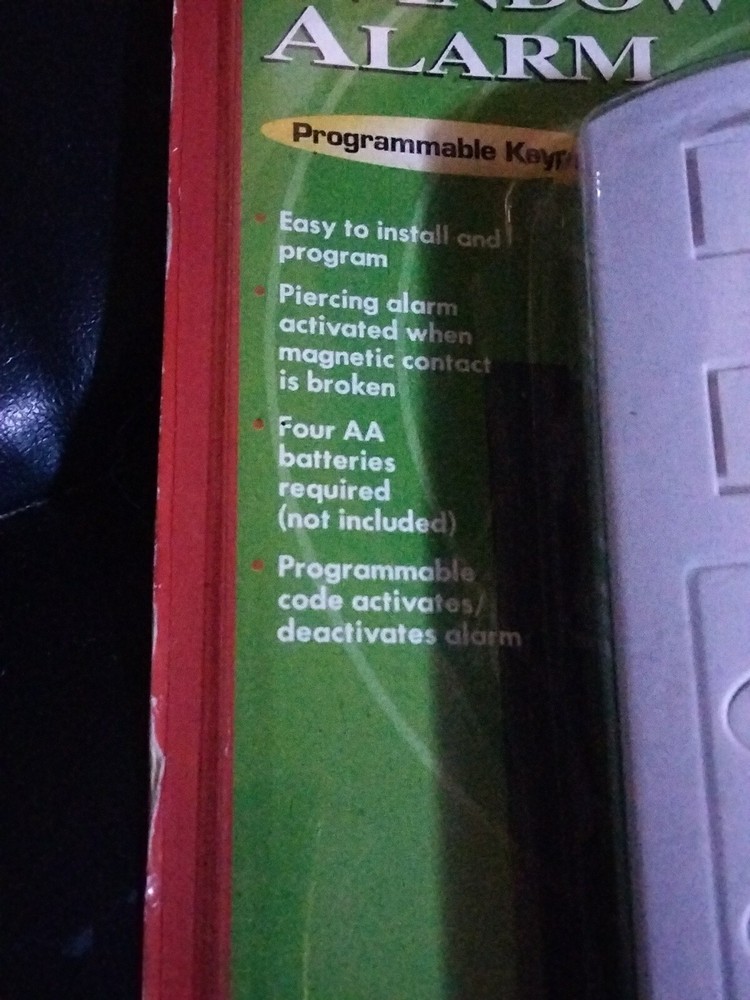 WINDOW
ALARM
Programmable
Easy to install and
program
Piercing alarm
activated when
magnetic contact
is broken
Four AA
batteries
required
(not included)
Programmable
code activates/
deactivates alarm